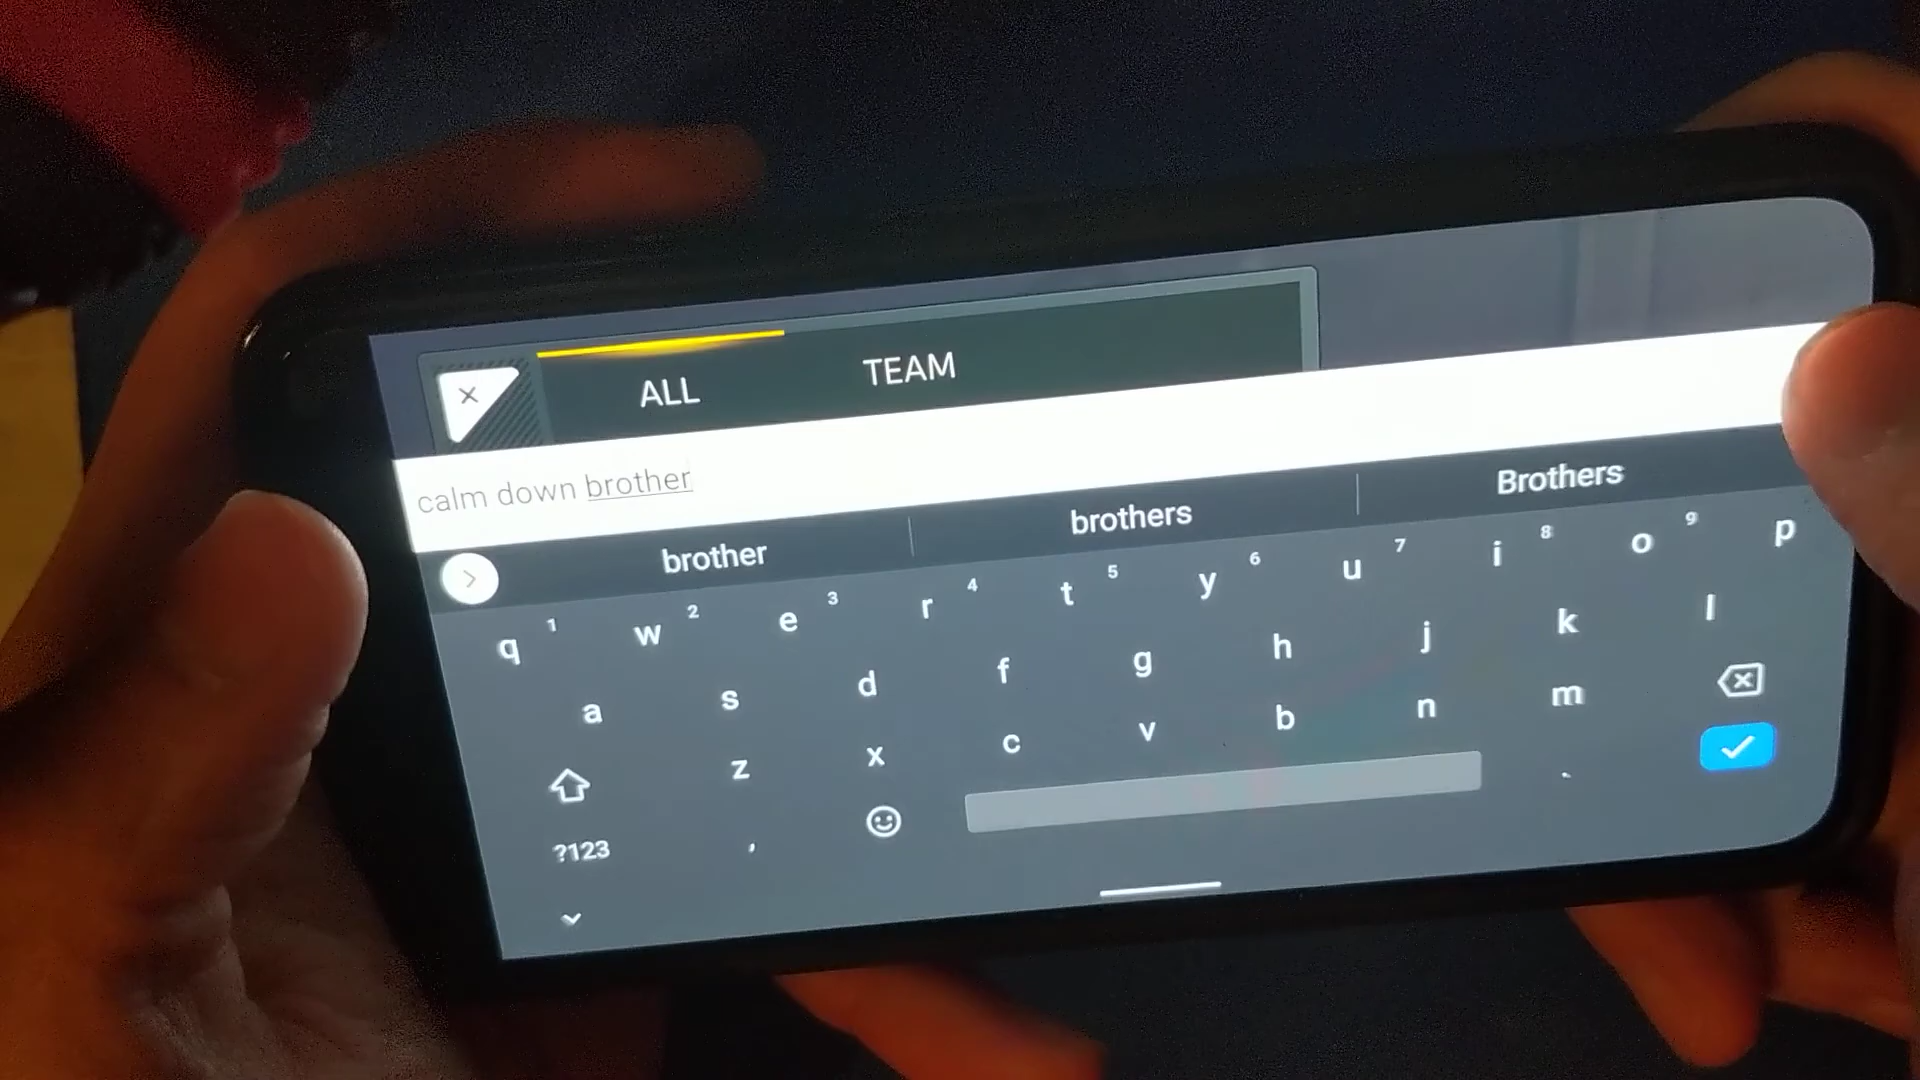 ALL TEAM
calm down brother
brother brothers Brothers
q 1 w 2 e 3 r 4 t 5 y 6 u 7 i 8 o 9 p
a s d f g h j k l
z x c v b n m
?123 , .